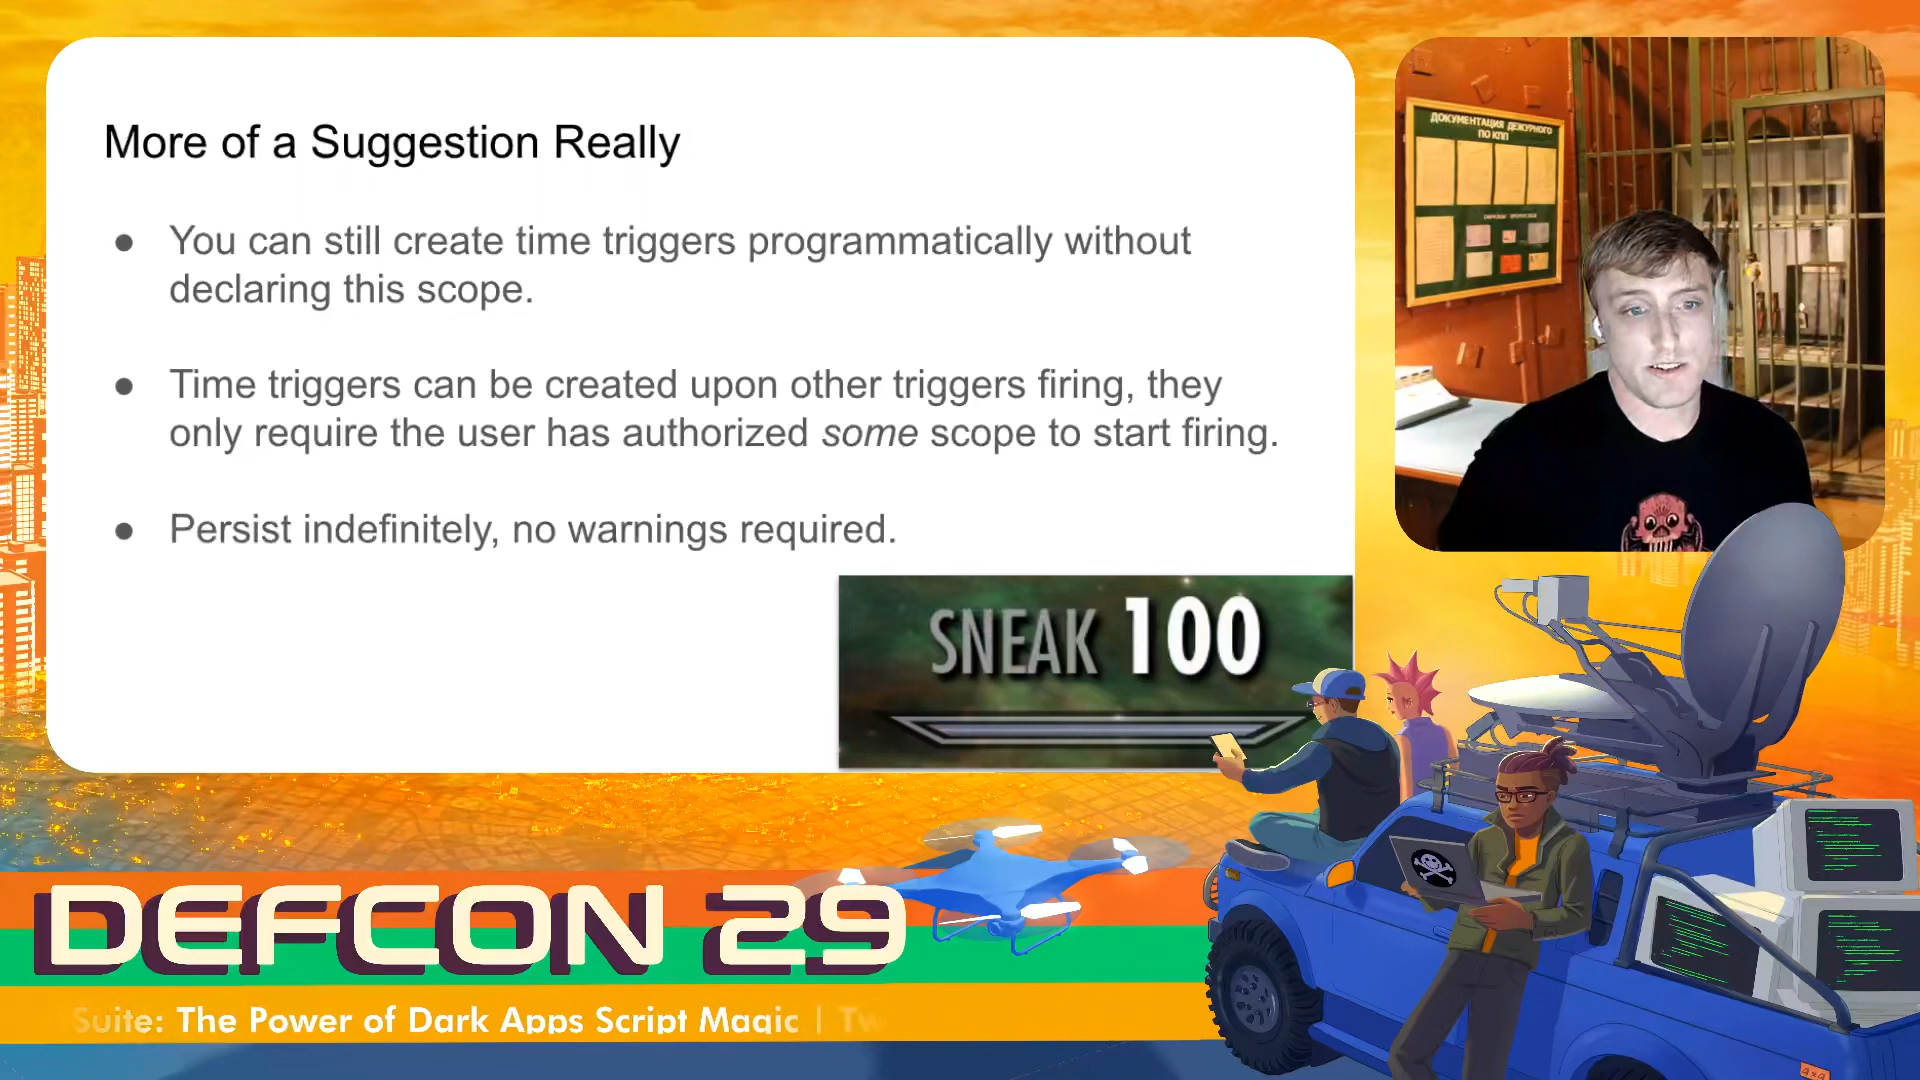 More of a Suggestion Really
● You can still create time triggers programmatically without
declaring this scope.
● Time triggers can be created upon other triggers firing, they
only require the user has authorized some scope to start firing.
● Persist indefinitely, no warnings required.
SNEAK 100
ДОКУМЕНТАЦИЯ ДЕЖУРНОГО
ПО КПП
DEFCON 29
Suite: The Power of Dark Apps Script Magic | Tw
4x4